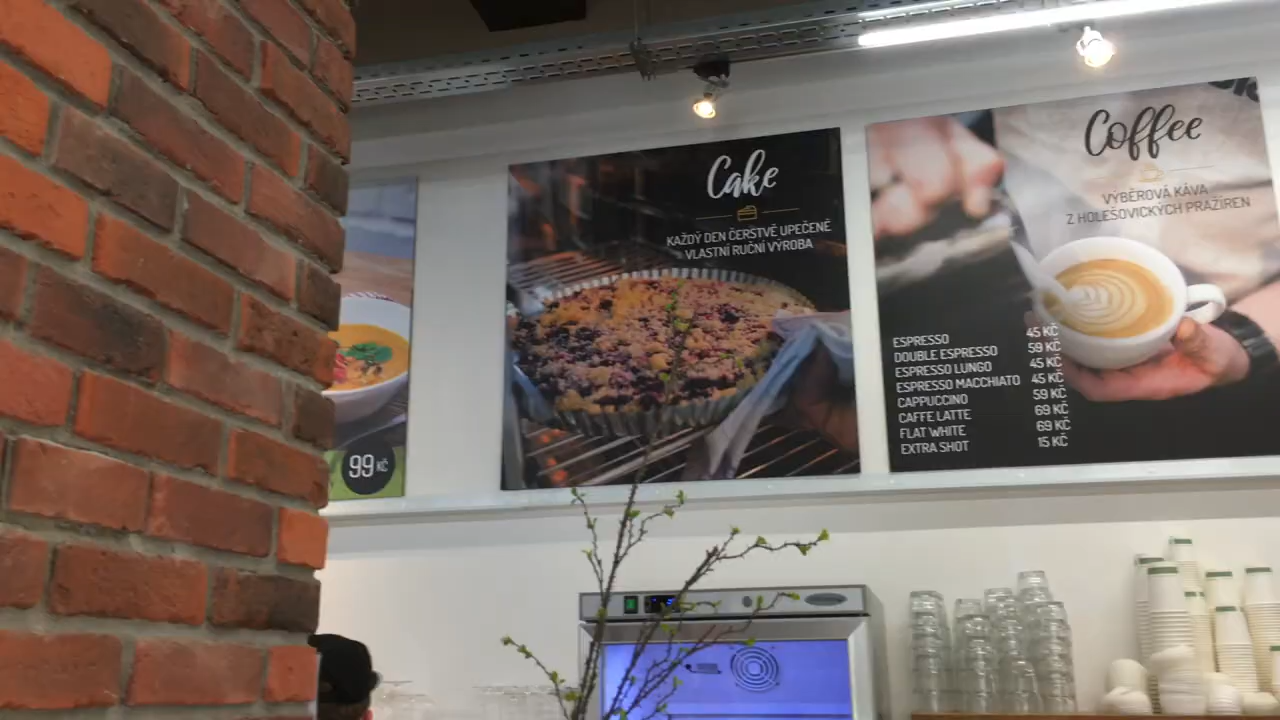 99 KČ
Cake
KAŽDÝ DEN ČERSTVĚ UPEČENÉ
VLASTNÍ RUČNÍ VÝROBA
Coffee
VÝBĚROVÁ KÁVA
Z HOLEŠOVICKÝCH PRAŽÍREN
ESPRESSO 45 KČ
DOUBLE ESPRESSO 59 KČ
ESPRESSO LUNGO 45 KČ
ESPRESSO MACCHIATO 45 KČ
CAPPUCCINO 59 KČ
CAFFE LATTE 69 KČ
FLAT WHITE 69 KČ
EXTRA SHOT 15 KČ